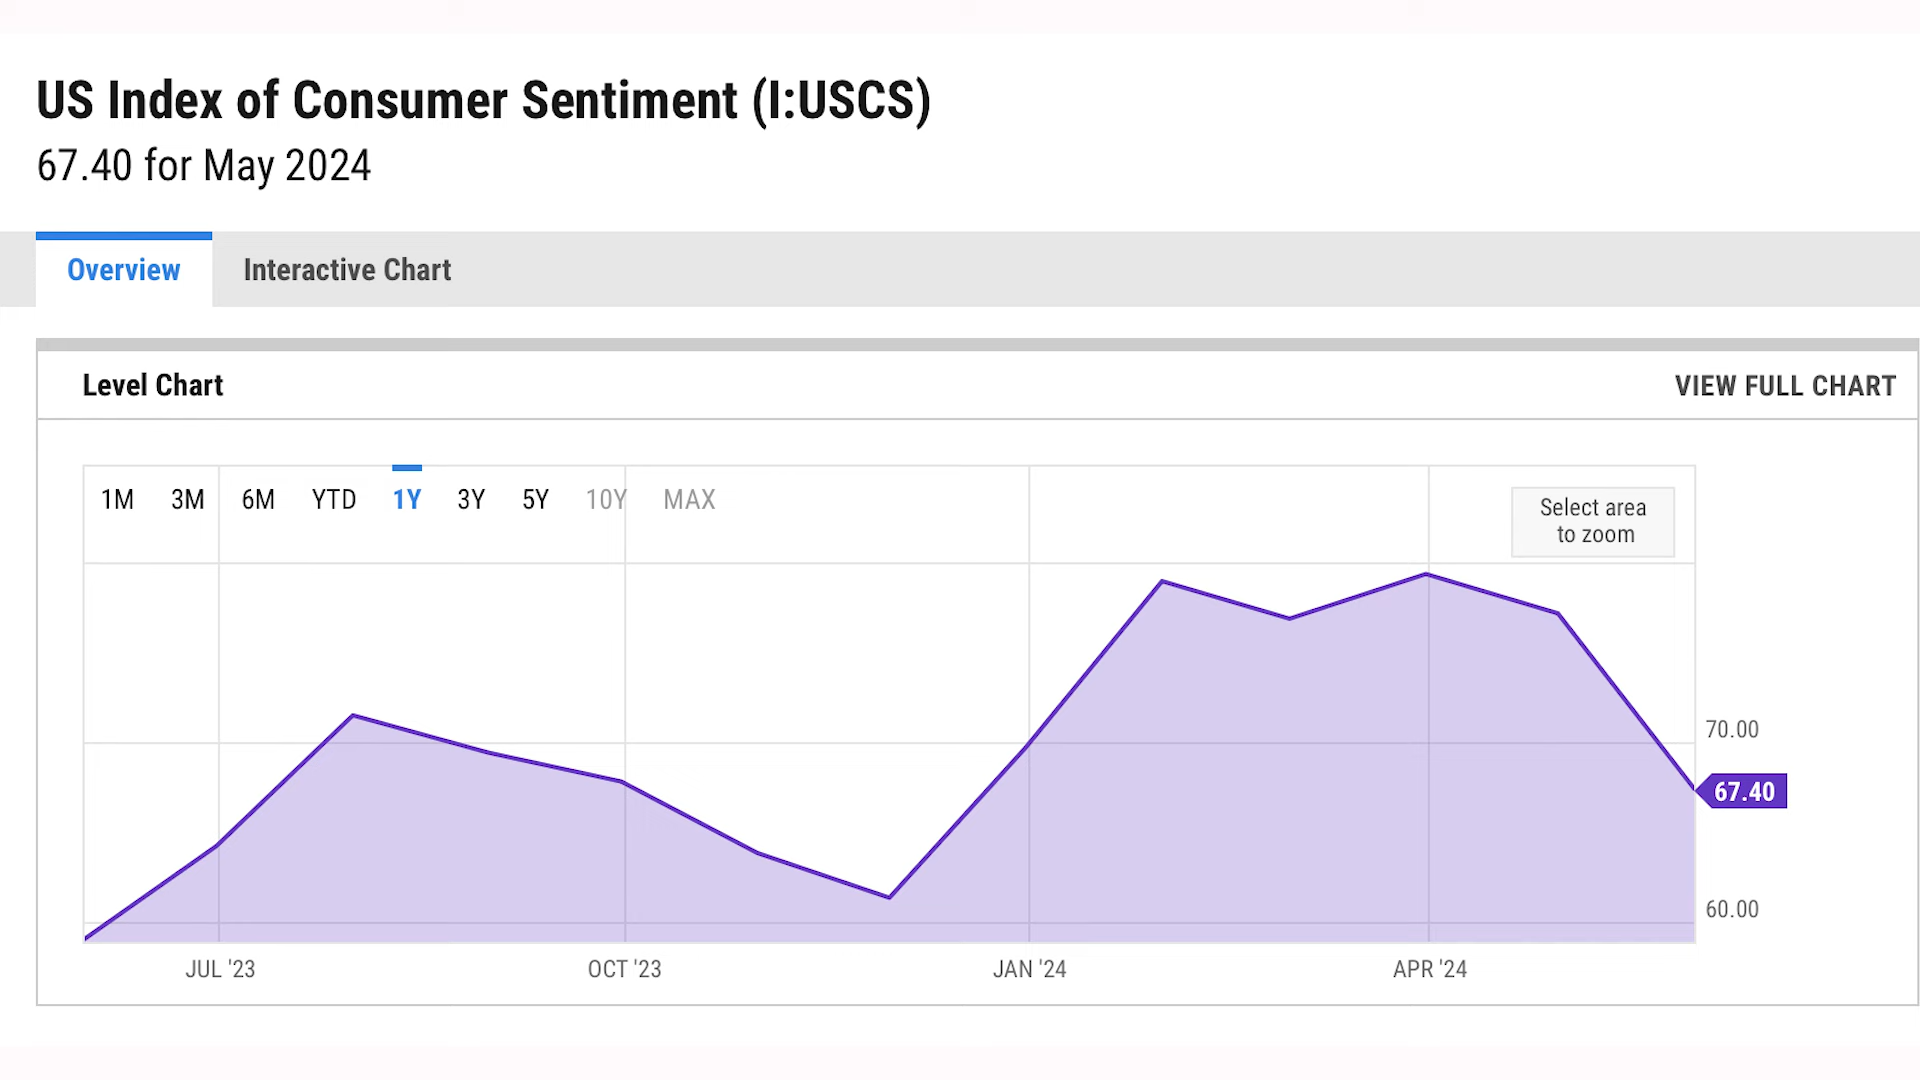 US Index of Consumer Sentiment (I:USCS)
67.40 for May 2024
Overview Interactive Chart
Level Chart VIEW FULL CHART
1M 3M 6M YTD 1Y 3Y 5Y 10Y MAX
Select area
to zoom
70.00
67.40
60.00
JUL '23 OCT '23 JAN '24 APR '24